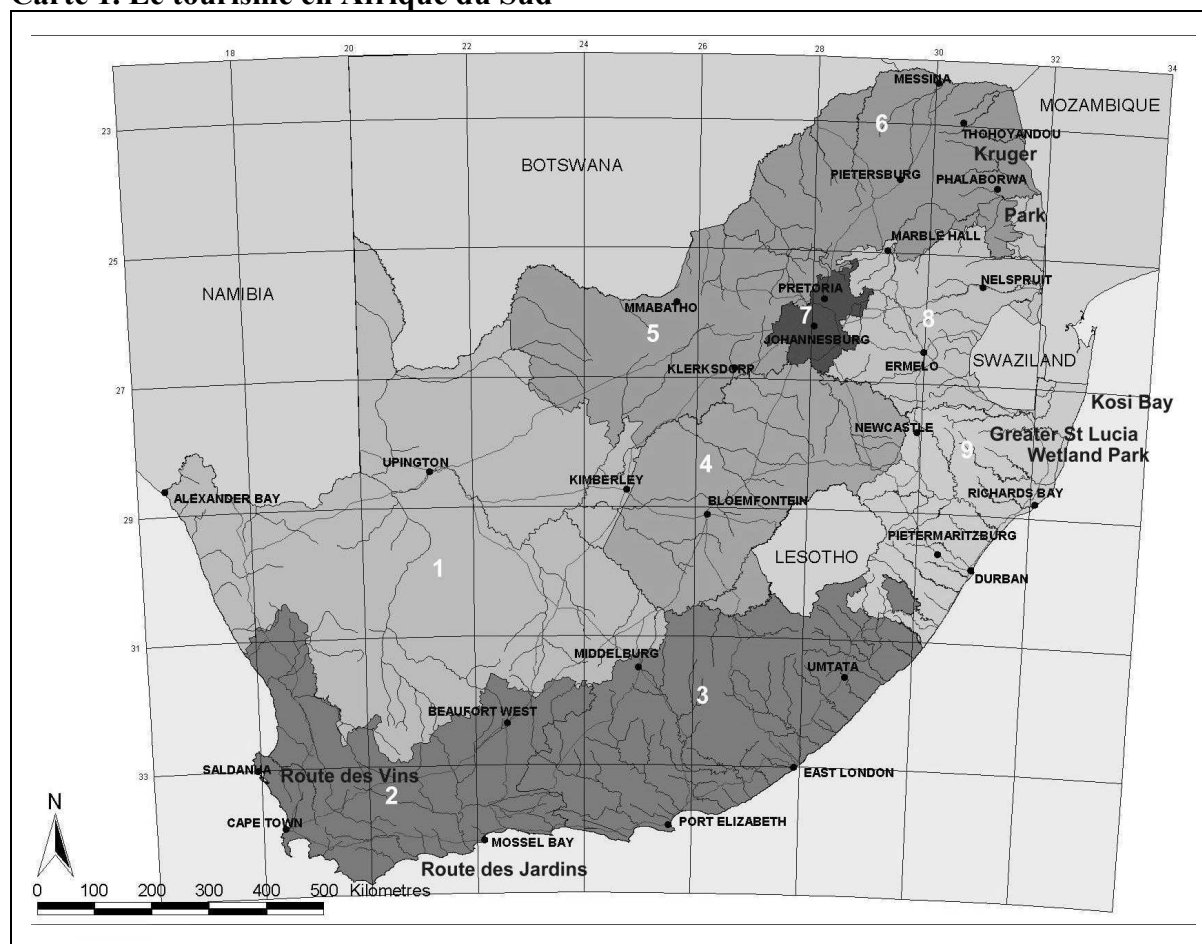 Carte 1. Le tourisme en Afrique du Sud
18 20 22 24 26 28 30 32 34
MESSINA
MOZAMBIQUE
23
6
THOHOYANDOU
Kruger
BOTSWANA
PIETERSBURG
PHALABORWA
Park
MARBLE HALL
25
NAMIBIA
PRETORIA
NELSPRUIT
MMABATHO
5
7
8
JOHANNESBURG
SWAZILAND
KLERKSDORP
ERMELO
27
Kosi Bay
NEWCASTLE
Greater St Lucia
Wetland Park
9
UPINGTON
KIMBERLEY
4
ALEXANDER BAY
BLOEMFONTEIN
RICHARDS BAY
29
PIETERMARITZBURG
LESOTHO
1
DURBAN
31
MIDDELBURG
UMTATA
3
BEAUFORT WEST
SALDANHA
33
Route des Vins
EAST LONDON
2
N
CAPE TOWN
PORT ELIZABETH
MOSSEL BAY
Route des Jardins
0 100 200 300 400 500 Kilometres